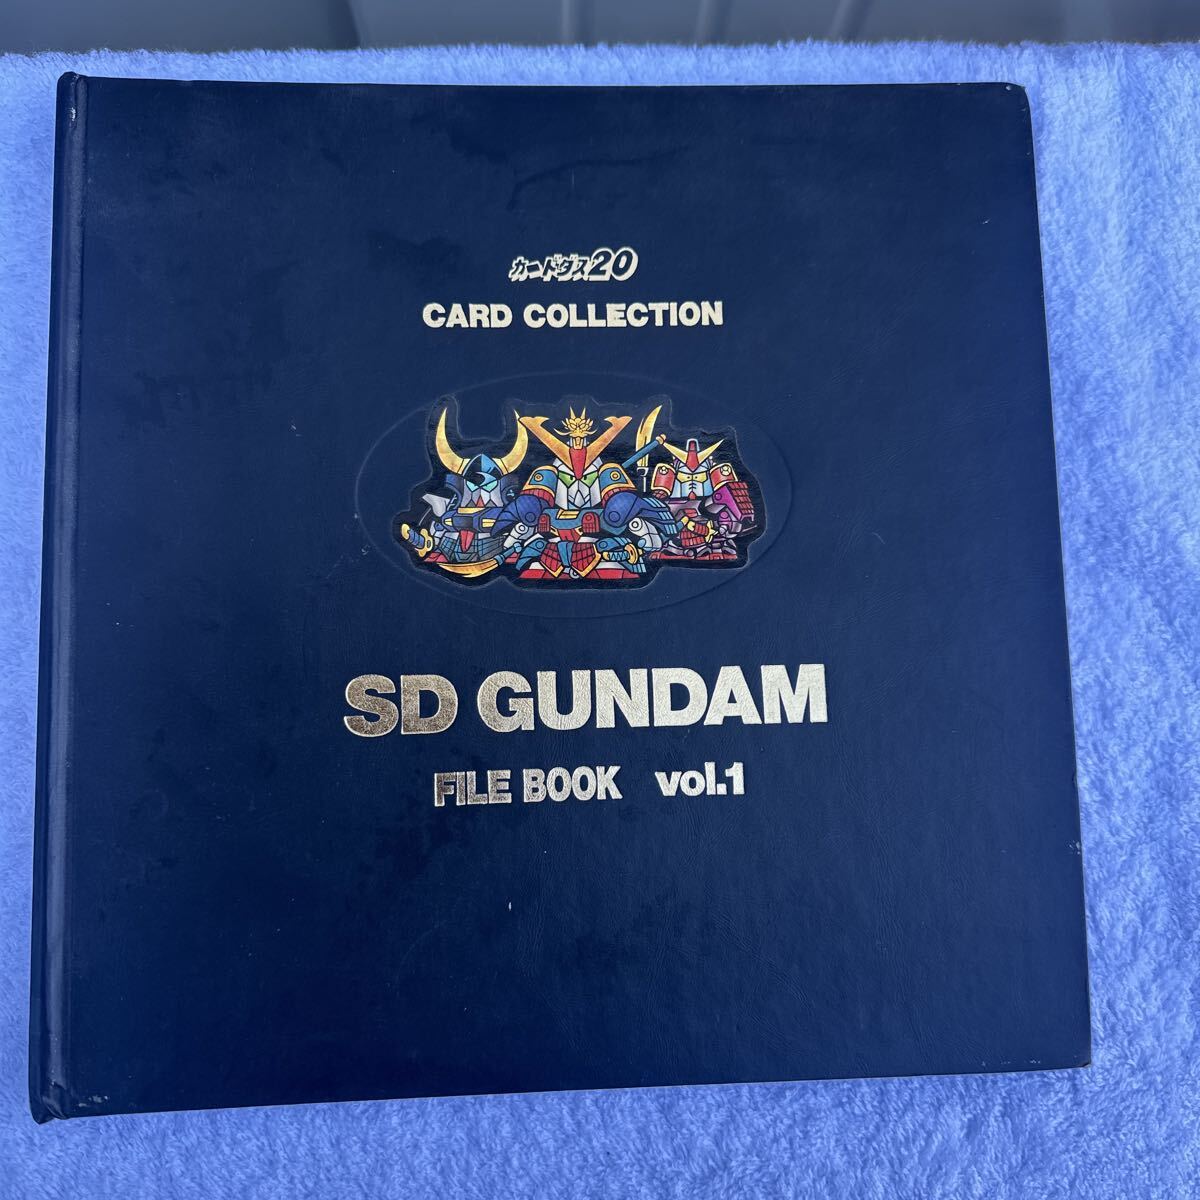 カードダス20
CARD COLLECTION
SD GUNDAM
FILE BOOK vol.1